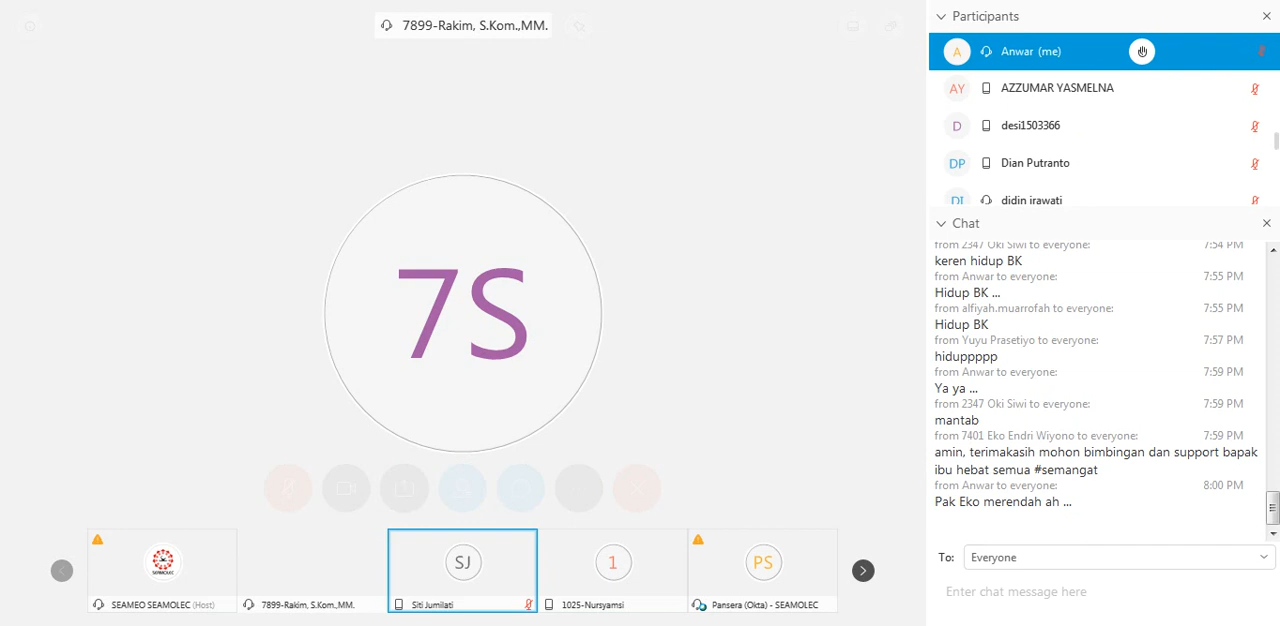 7899-Rakim, S.Kom.,MM.
7S
SEAMOLEC
SEAMEO SEAMOLEC (Host)
7899-Rakim, S.Kom.,MM.
SJ
Siti Jumilati
1
1025-Nursyamsi
PS
Pansera (Okta) - SEAMOLEC
Participants
A Anwar (me)
AY AZZUMAR YASMELNA
D desi1503366
DP Dian Putranto
DI didin irawati
Chat
from 2347 Oki Siwi to everyone: 7:54 PM
keren hidup BK
from Anwar to everyone: 7:55 PM
Hidup BK ...
from alfiyah.muarrofah to everyone: 7:55 PM
Hidup BK
from Yuyu Prasetiyo to everyone: 7:57 PM
hiduppppp
from Anwar to everyone: 7:59 PM
Ya ya ...
from 2347 Oki Siwi to everyone: 7:59 PM
mantab
from 7401 Eko Endri Wiyono to everyone: 7:59 PM
amin, terimakasih mohon bimbingan dan support bapak
ibu hebat semua #semangat
from Anwar to everyone: 8:00 PM
Pak Eko merendah ah ...
To: Everyone
Enter chat message here